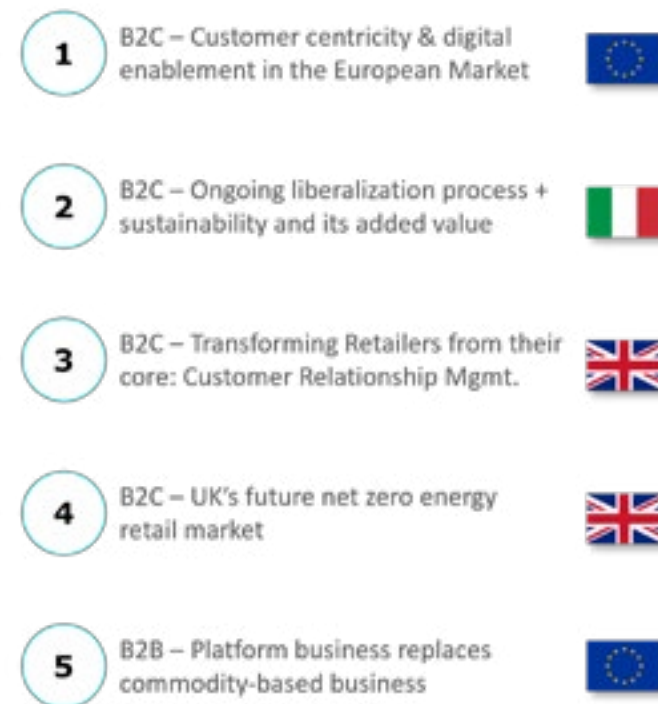 1
B2C – Customer centricity & digital
enablement in the European Market
2
B2C – Ongoing liberalization process +
sustainability and its added value
3
B2C – Transforming Retailers from their
core: Customer Relationship Mgmt.
4
B2C – UK's future net zero energy
retail market
5
B2B – Platform business replaces
commodity-based business